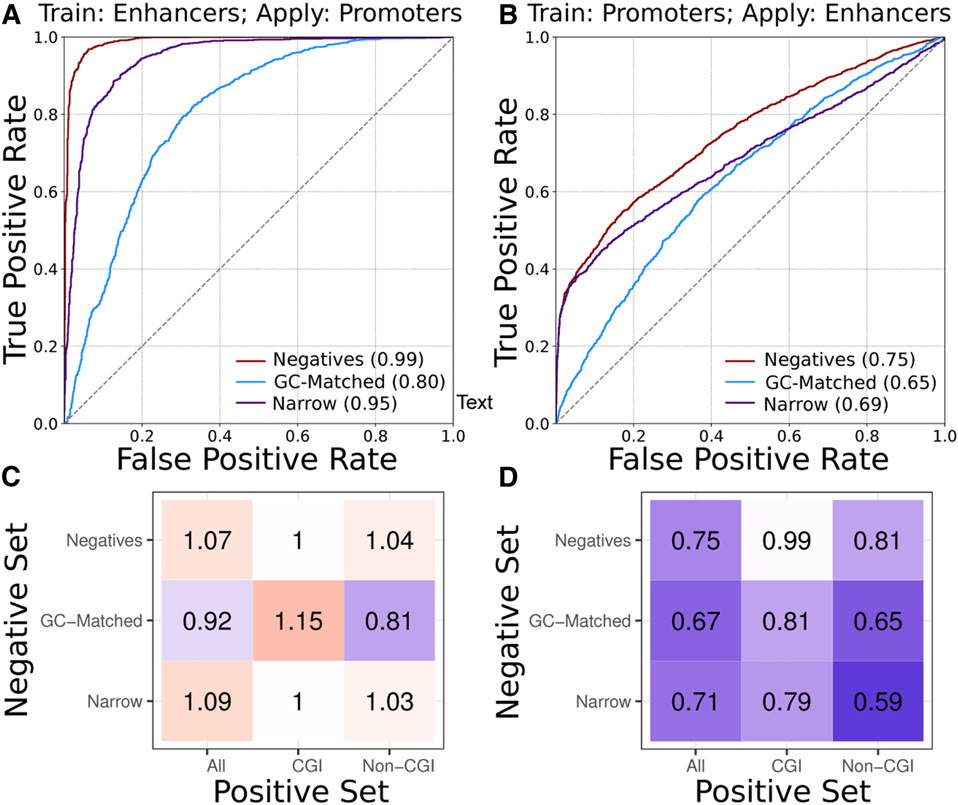 A Train: Enhancers; Apply: Promoters
True Positive Rate
1.0
0.8
0.6
0.4
0.2
0.0
0.2 0.4 0.6 0.8 1.0
False Positive Rate
Negatives (0.99)
GC-Matched (0.80)
Narrow (0.95)
Text
B Train: Promoters; Apply: Enhancers
True Positive Rate
1.0
0.8
0.6
0.4
0.2
0.0
0.2 0.4 0.6 0.8 1.0
False Positive Rate
Negatives (0.75)
GC-Matched (0.65)
Narrow (0.69)
C
Negative Set
Negatives 1.07 1 1.04
GC-Matched 0.92 1.15 0.81
Narrow 1.09 1 1.03
All CGI Non-CGI
Positive Set
D
Negative Set
Negatives 0.75 0.99 0.81
GC-Matched 0.67 0.81 0.65
Narrow 0.71 0.79 0.59
All CGI Non-CGI
Positive Set